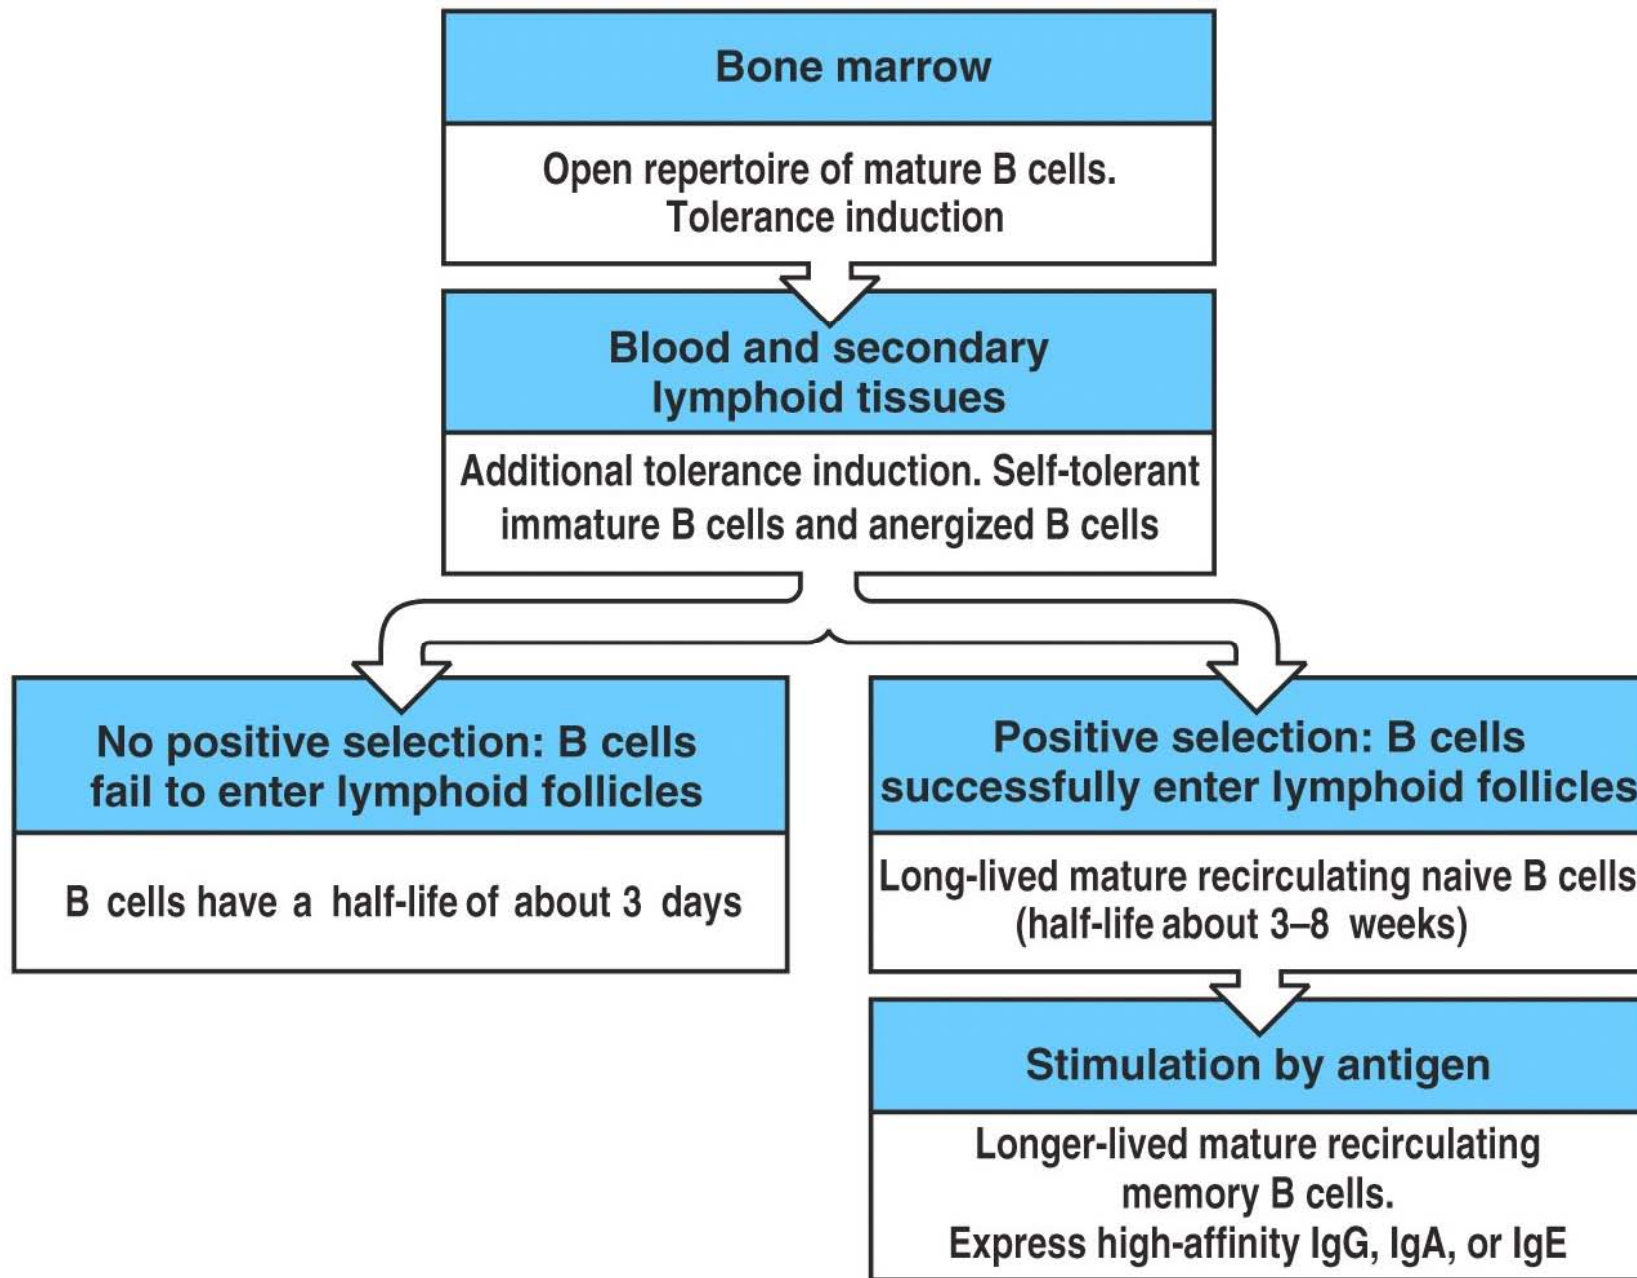 Bone marrow
Open repertoire of mature B cells.
Tolerance induction
Blood and secondary
lymphoid tissues
Additional tolerance induction. Self-tolerant
immature B cells and anergized B cells
No positive selection: B cells
fail to enter lymphoid follicles
B cells have a half-life of about 3 days
Positive selection: B cells
successfully enter lymphoid follicles
Long-lived mature recirculating naive B cells
(half-life about 3–8 weeks)
Stimulation by antigen
Longer-lived mature recirculating
memory B cells.
Express high-affinity IgG, IgA, or IgE